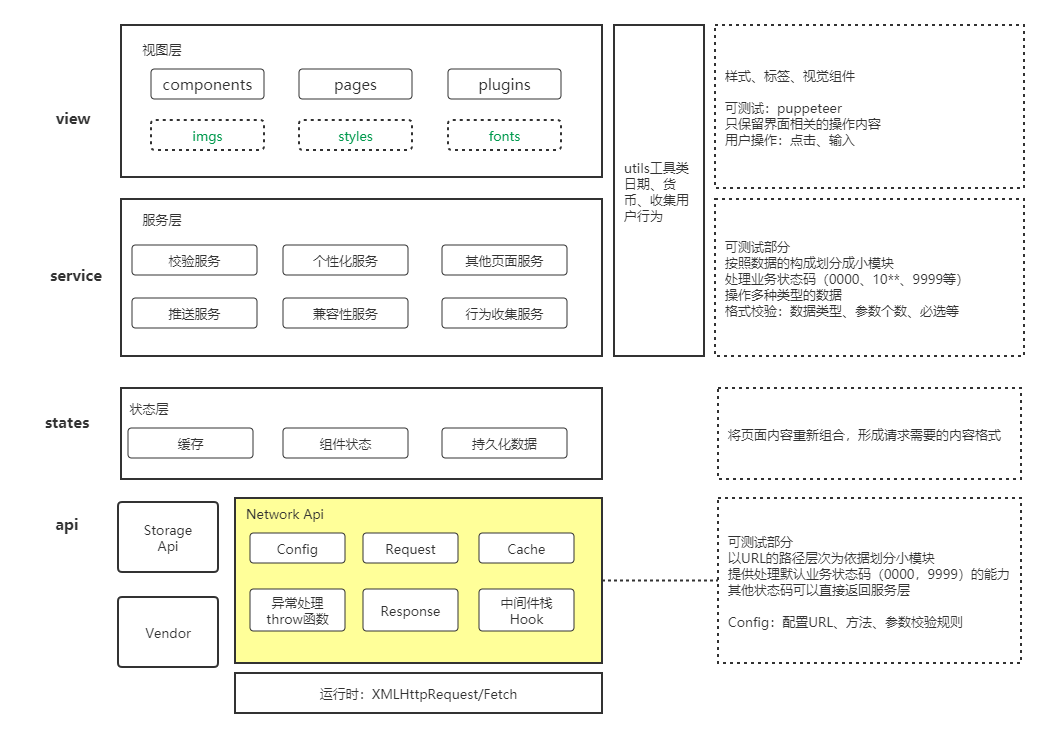 view
视图层
components
pages
plugins
imgs
styles
fonts
utils工具类
日期、货
币、收集用
户行为
样式、标签、视觉组件
可测试：puppeteer
只保留界面相关的操作内容
用户操作：点击、输入
service
服务层
校验服务
个性化服务
其他页面服务
推送服务
兼容性服务
行为收集服务
可测试部分
按照数据的构成划分成小模块
处理业务状态码（0000、10**、9999等）
操作多种类型的数据
格式校验：数据类型、参数个数、必选等
states
状态层
缓存
组件状态
持久化数据
将页面内容重新组合，形成请求需要的内容格式
api
Storage
Api
Vendor
Network Api
Config
Request
Cache
异常处理
throw函数
Response
中间件栈
Hook
可测试部分
以URL的路径层次为依据划分小模块
提供处理默认业务状态码（0000，9999）的能力
其他状态码可以直接返回服务层
Config：配置URL、方法、参数校验规则
运行时：XMLHttpRequest/Fetch